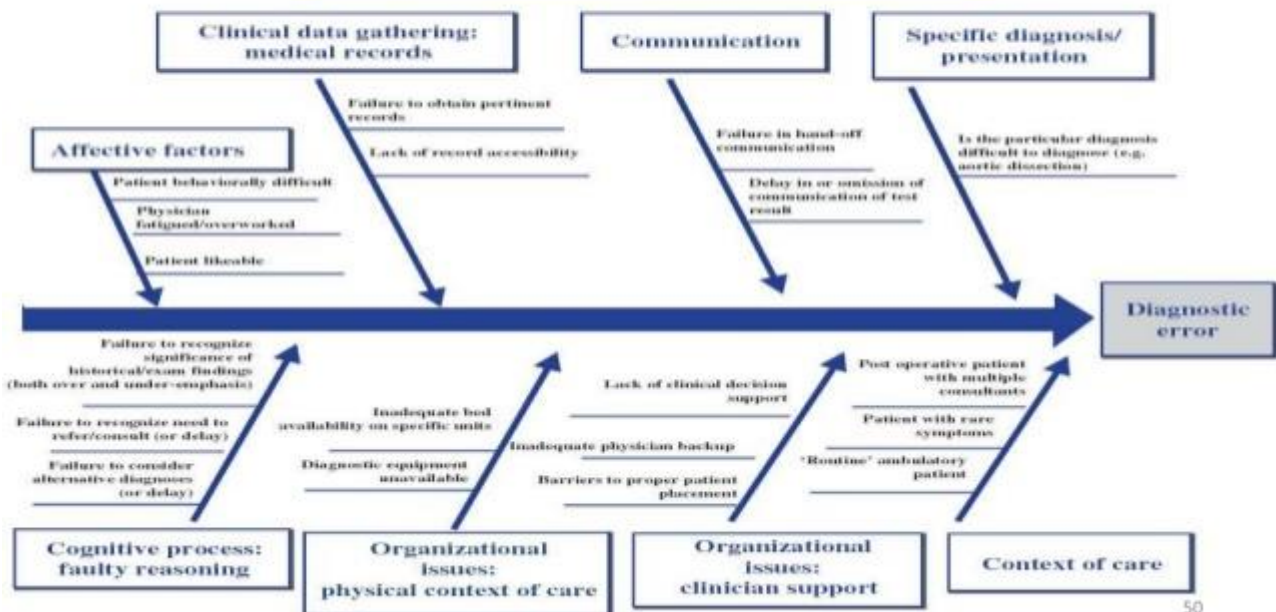 Clinical data gathering:
medical records
Communication
Specific diagnosis/
presentation
Affective factors
Failure to obtain pertinent
records
Lack of record accessibility
Failure in hand-off
communication
Delay in or omission of
communication of test
result
Is the particular diagnosis
difficult to diagnose (e.g.
aortic dissection)
Patient behaviorally difficult
Physician
fatigued/overworked
Patient likeable
Diagnostic
error
Failure to recognize
significance of
historical/exam findings
(both over and under-emphasis)
Failure to recognize need to
refer/consult (or delay)
Failure to consider
alternative diagnoses
(or delay)
Inadequate bed
availability on specific units
Diagnostic equipment
unavailable
Lack of clinical decision
support
Inadequate physician backup
Barriers to proper patient
placement
Post operative patient
with multiple
consultants
Patient with rare
symptoms
‘Routine’ ambulatory
patient
Cognitive process:
faulty reasoning
Organizational
issues:
physical context of care
Organizational
issues:
clinician support
Context of care
50